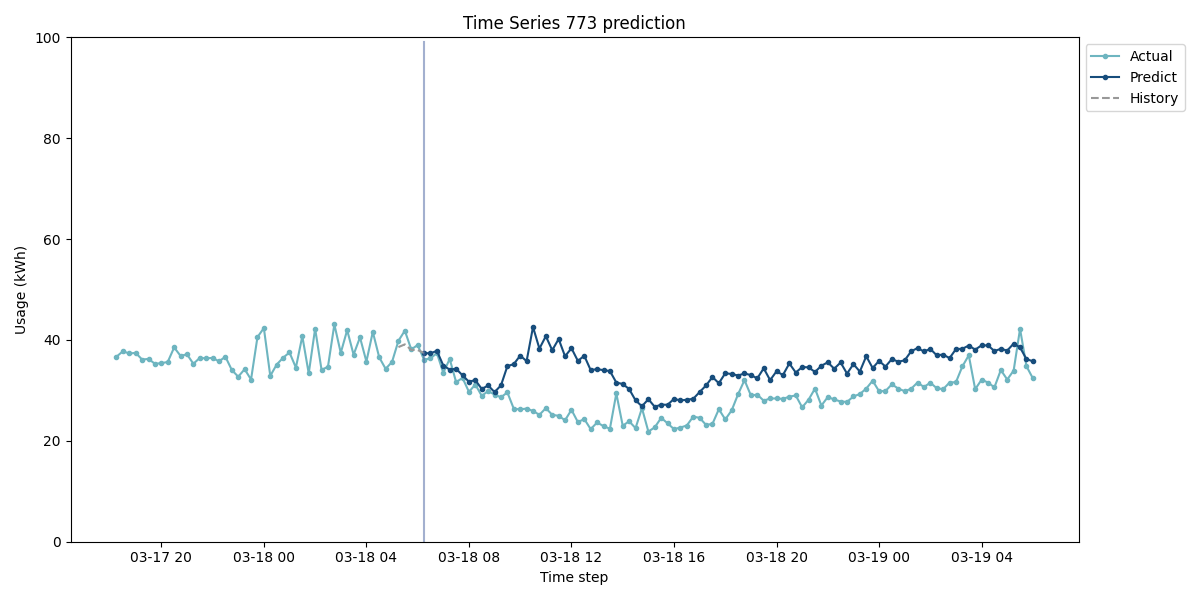 Time Series 773 prediction
Usage (kWh)
100
80
60
40
20
0
03-17 20
03-18 00
03-18 04
03-18 08
03-18 12
03-18 16
03-18 20
03-19 00
03-19 04
Time step
Actual
Predict
History